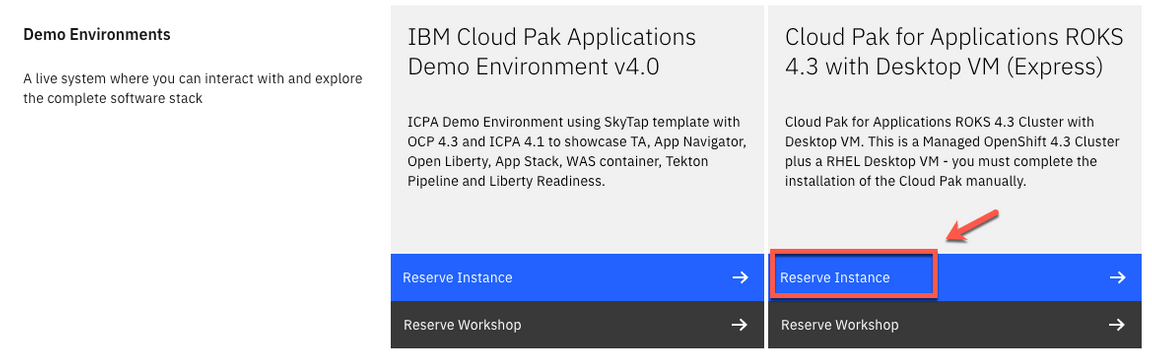 Demo Environments
A live system where you can interact with and explore
the complete software stack
IBM Cloud Pak Applications
Demo Environment v4.0
ICPA Demo Environment using SkyTap template with
OCP 4.3 and ICPA 4.1 to showcase TA, App Navigator,
Open Liberty, App Stack, WAS container, Tekton
Pipeline and Liberty Readiness.
Reserve Instance
Reserve Workshop
Cloud Pak for Applications ROKS
4.3 with Desktop VM (Express)
Cloud Pak for Applications ROKS 4.3 Cluster with
Desktop VM. This is a Managed OpenShift 4.3 Cluster
plus a RHEL Desktop VM - you must complete the
installation of the Cloud Pak manually.
Reserve Instance
Reserve Workshop